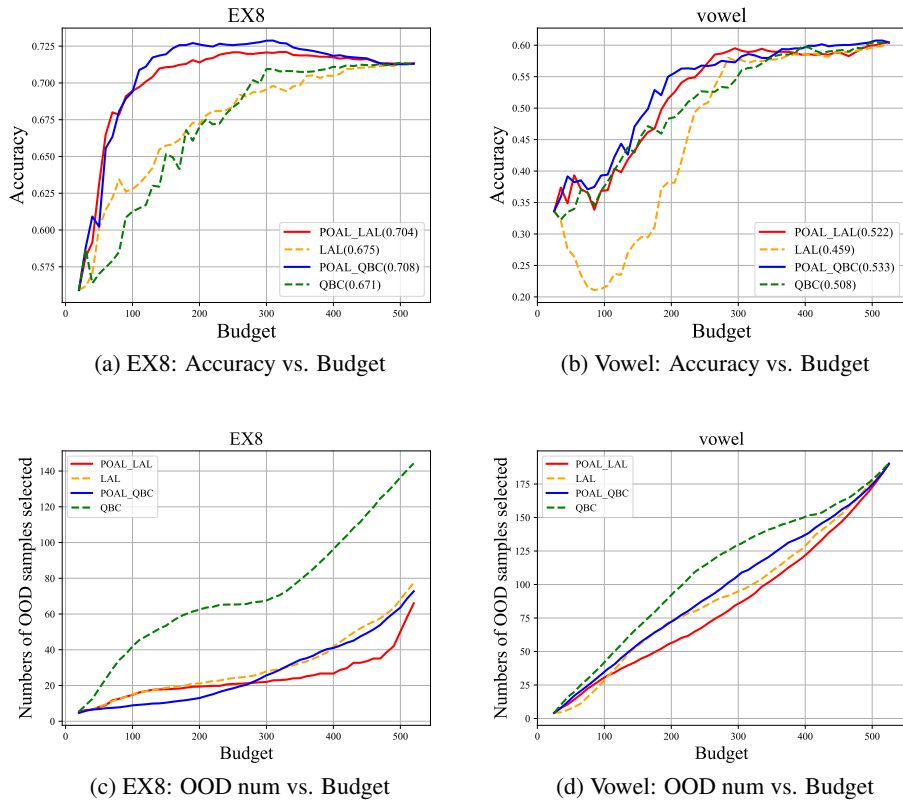 EX8
Accuracy
0.725
0.700
0.675
0.650
0.625
0.600
0.575
POAL_LAL(0.704)
LAL(0.675)
POAL_QBC(0.708)
QBC(0.671)
0 100 200 300 400 500
Budget
(a) EX8: Accuracy vs. Budget
vowel
Accuracy
0.60
0.55
0.50
0.45
0.40
0.35
0.30
0.25
0.20
POAL_LAL(0.522)
LAL(0.459)
POAL_QBC(0.533)
QBC(0.508)
0 100 200 300 400 500
Budget
(b) Vowel: Accuracy vs. Budget
EX8
Numbers of OOD samples selected
140
120
100
80
60
40
20
0
POAL_LAL
LAL
POAL_QBC
QBC
0 100 200 300 400 500
Budget
(c) EX8: OOD num vs. Budget
vowel
Numbers of OOD samples selected
175
150
125
100
75
50
25
0
POAL_LAL
LAL
POAL_QBC
QBC
0 100 200 300 400 500
Budget
(d) Vowel: OOD num vs. Budget